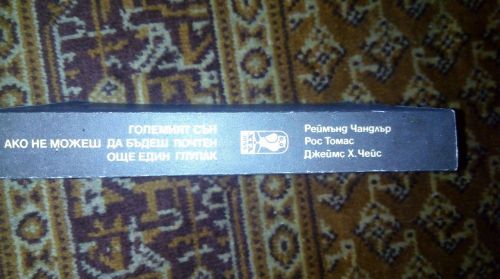 ГОЛЕМИЯТ СЪН
АКО НЕ МОЖЕШ ДА БЪДЕШ ПОЧТЕН
ОЩЕ ЕДИН ГЛУПАК
Реймънд Чандлър
Рос Томас
Джеймс Х. Чейс